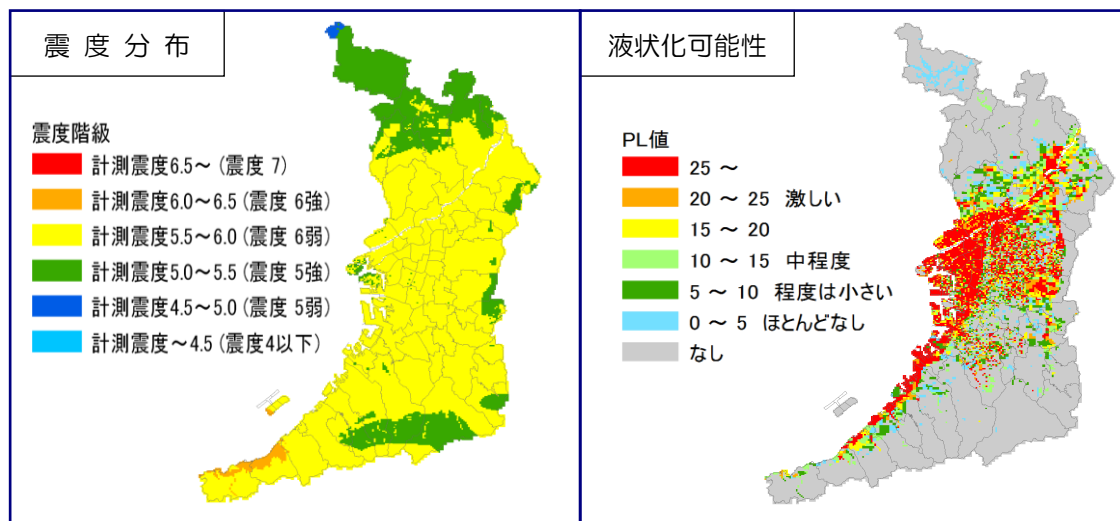 震度分布
震度階級
計測震度6.5～(震度 7)
計測震度6.0～6.5(震度 6強)
計測震度5.5～6.0(震度 6弱)
計測震度5.0～5.5(震度 5強)
計測震度4.5～5.0(震度 5弱)
計測震度～4.5(震度4以下)
液状化可能性
PL値
25 ～
20 ～ 25 激しい
15 ～ 20
10 ～ 15 中程度
5 ～ 10 程度は小さい
0 ～ 5 ほとんどなし
なし